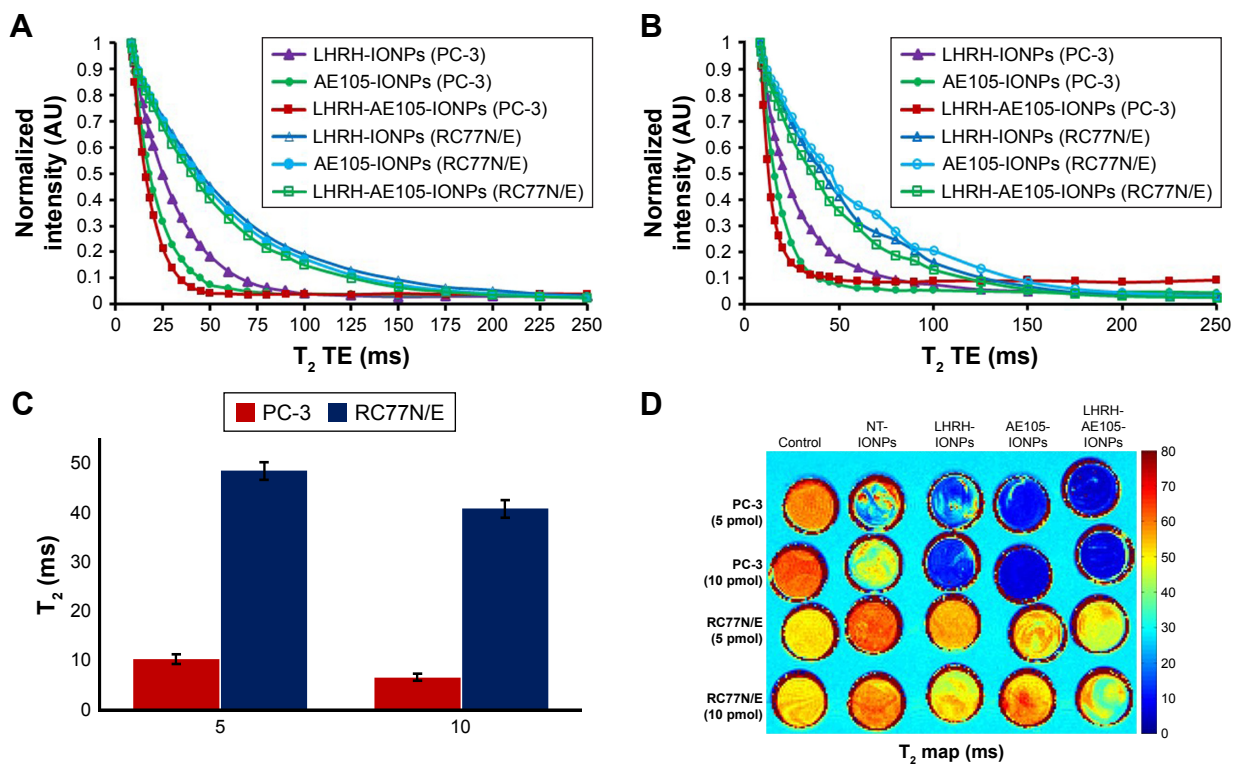 A
Normalized
intensity (AU)
1
0.9
0.8
0.7
0.6
0.5
0.4
0.3
0.2
0.1
0
LHRH-IONPs (PC-3)
AE105-IONPs (PC-3)
LHRH-AE105-IONPs (PC-3)
LHRH-IONPs (RC77N/E)
AE105-IONPs (RC77N/E)
LHRH-AE105-IONPs (RC77N/E)
0 25 50 75 100 125 150 175 200 225 250
T₂ TE (ms)
B
Normalized
intensity (AU)
1
0.9
0.8
0.7
0.6
0.5
0.4
0.3
0.2
0.1
0
LHRH-IONPs (PC-3)
AE105-IONPs (PC-3)
LHRH-AE105-IONPs (PC-3)
LHRH-IONPs (RC77N/E)
AE105-IONPs (RC77N/E)
LHRH-AE105-IONPs (RC77N/E)
0 50 100 150 200 250
T₂ TE (ms)
C
PC-3 RC77N/E
T₂ (ms)
50
40
30
20
10
0
5 10
D
Control
NT-
IONPs
LHRH-
IONPs
AE105-
IONPs
LHRH-
AE105-
IONPs
PC-3
(5 pmol)
PC-3
(10 pmol)
RC77N/E
(5 pmol)
RC77N/E
(10 pmol)
80
70
60
50
40
30
20
10
0
T₂ map (ms)